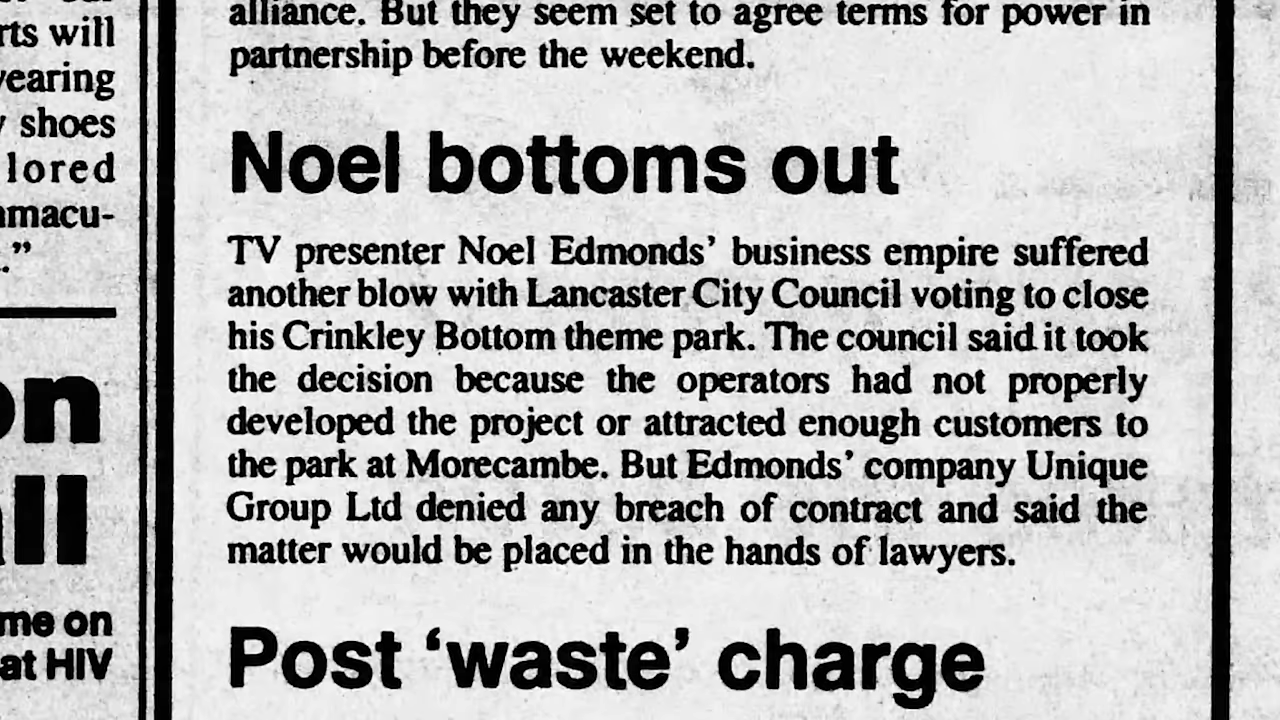 rts will
earing
shoes
lored
mmacu-
.”
on
all
me on
at HIV
alliance. But they seem set to agree terms for power in
partnership before the weekend.
Noel bottoms out
TV presenter Noel Edmonds’ business empire suffered
another blow with Lancaster City Council voting to close
his Crinkley Bottom theme park. The council said it took
the decision because the operators had not properly
developed the project or attracted enough customers to
the park at Morecambe. But Edmonds’ company Unique
Group Ltd denied any breach of contract and said the
matter would be placed in the hands of lawyers.
Post ‘waste’ charge